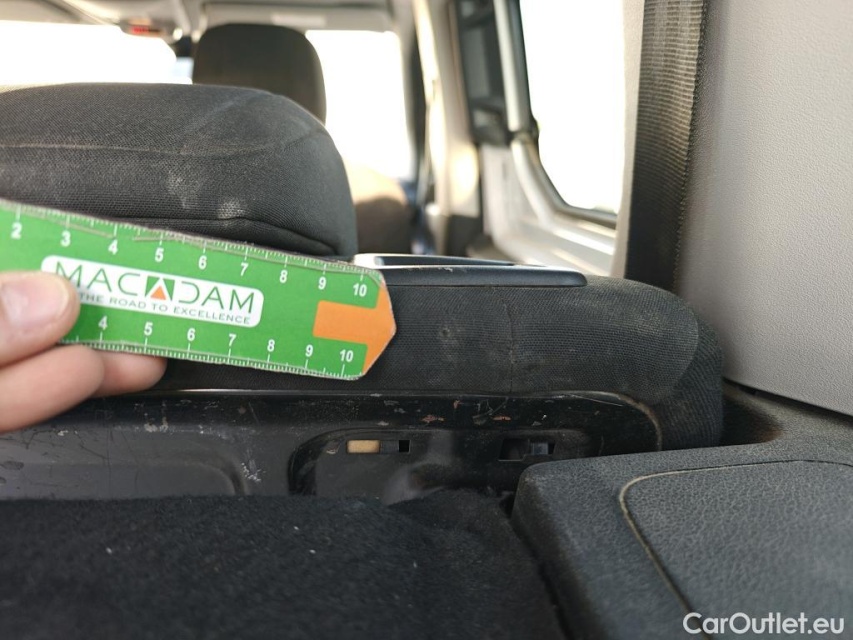 2 3 4 5 6 7 8 9 10
MACADAM
THE ROAD TO EXCELLENCE
4 5 6 7 8 9 10
CarOutlet.eu